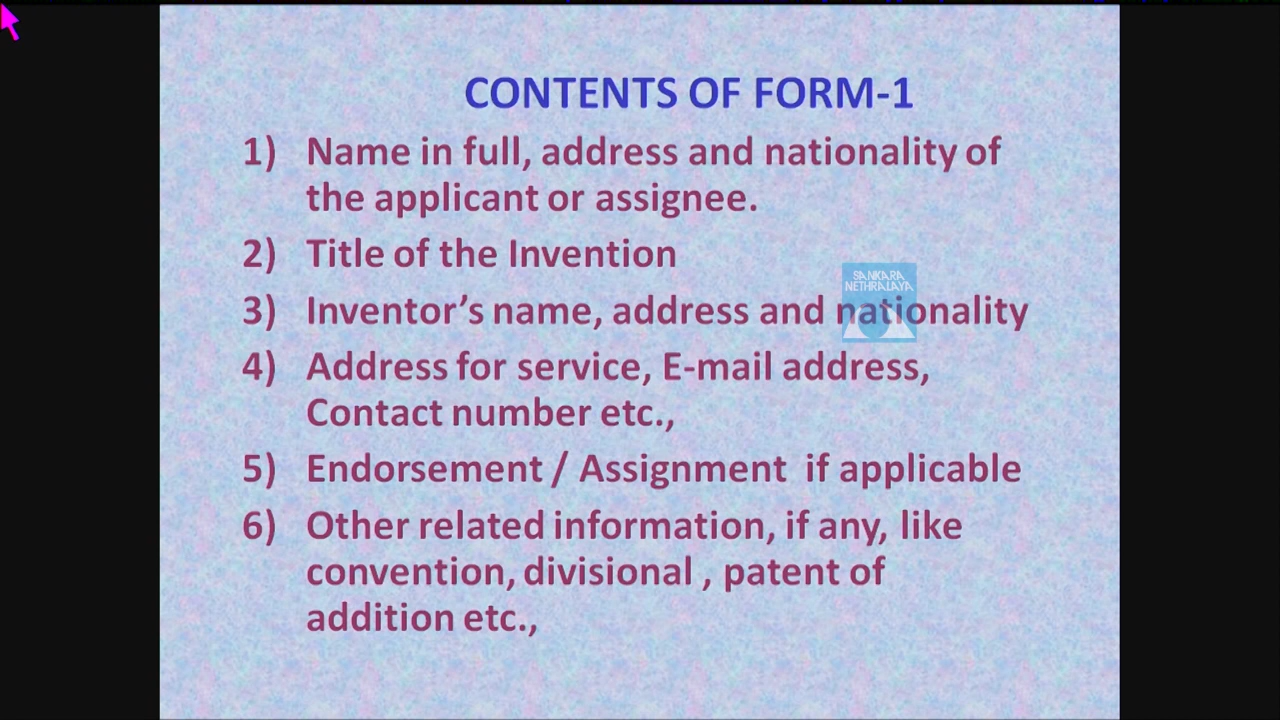 CONTENTS OF FORM-1
1) Name in full, address and nationality of
the applicant or assignee.
2) Title of the Invention
SANKARA
NETHRALAYA
3) Inventor's name, address and nationality
4) Address for service, E-mail address,
Contact number etc.,
5) Endorsement / Assignment if applicable
6) Other related information, if any, like
convention, divisional , patent of
addition etc.,